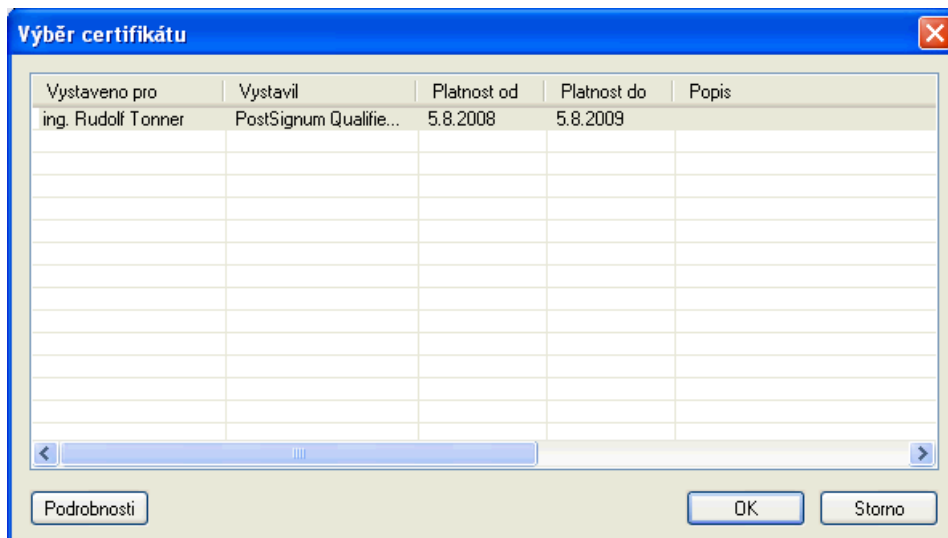 Výběr certifikátu
Vystaveno pro Vystavil Platnost od Platnost do Popis
ing. Rudolf Tonner PostSignum Qualifie... 5.8.2008 5.8.2009
Podrobnosti OK Storno